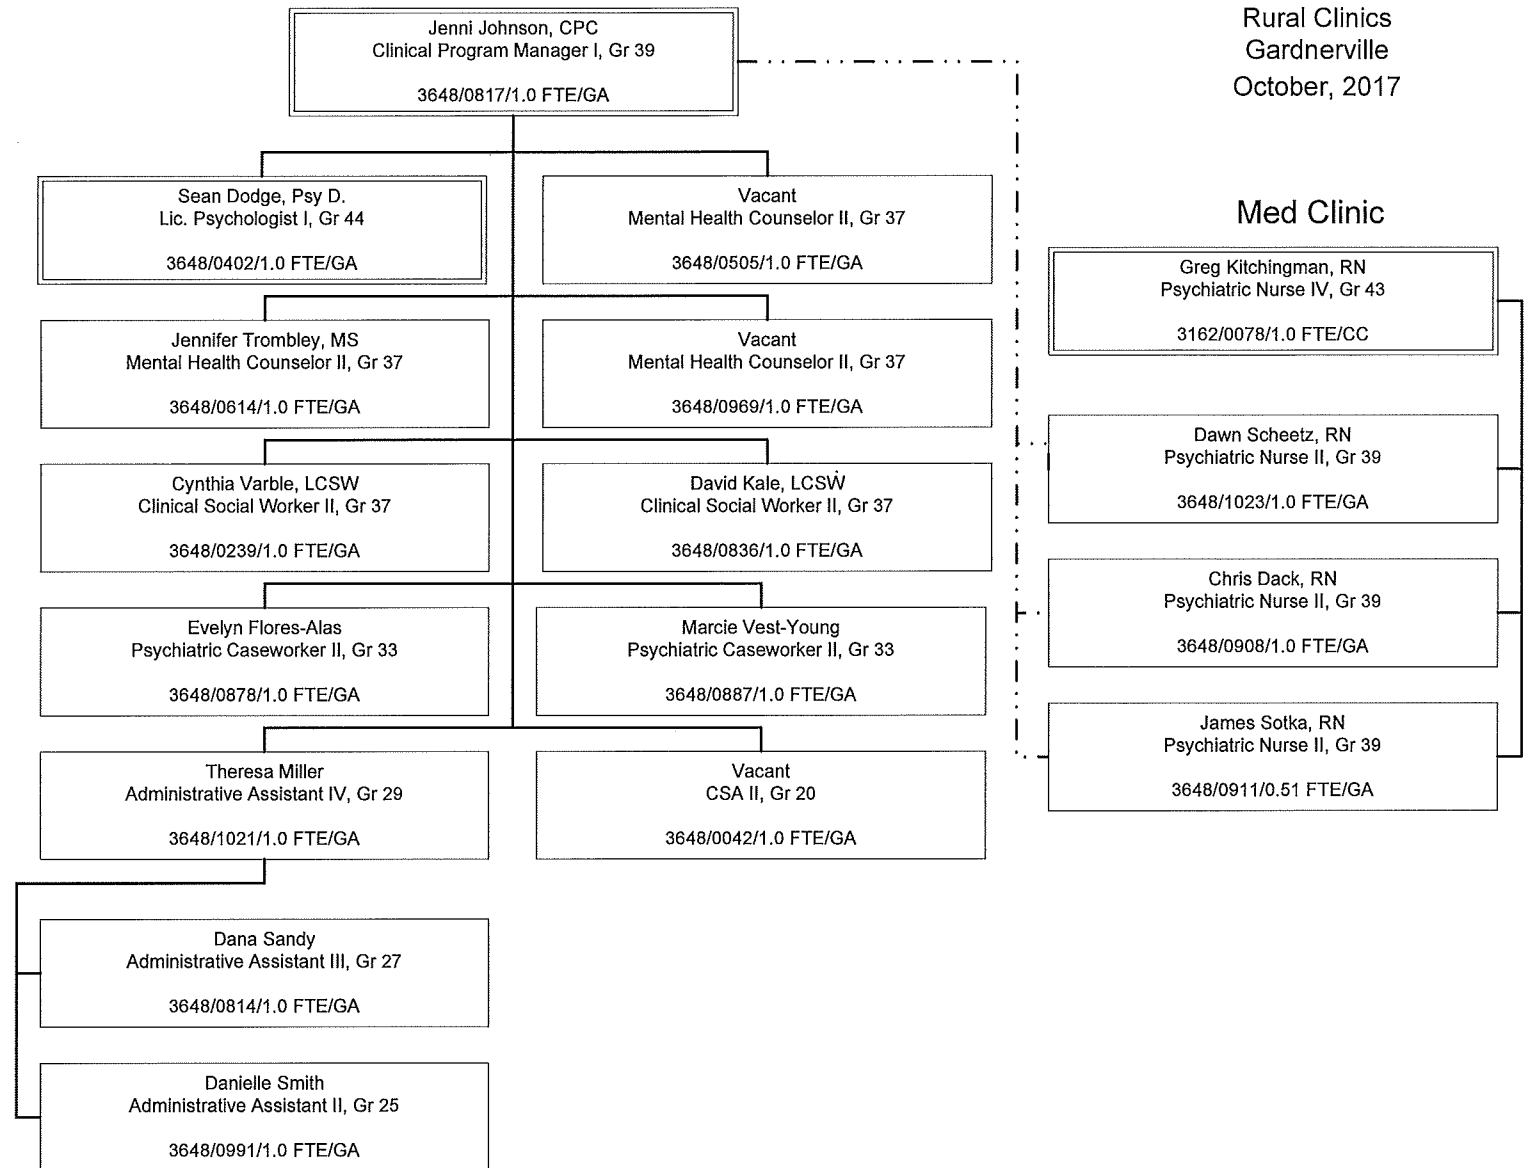 Jenni Johnson, CPC
Clinical Program Manager I, Gr 39
3648/0817/1.0 FTE/GA
Rural Clinics
Gardnerville
October, 2017
Sean Dodge, Psy D.
Lic. Psychologist I, Gr 44
3648/0402/1.0 FTE/GA
Vacant
Mental Health Counselor II, Gr 37
3648/0505/1.0 FTE/GA
Jennifer Trombley, MS
Mental Health Counselor II, Gr 37
3648/0614/1.0 FTE/GA
Vacant
Mental Health Counselor II, Gr 37
3648/0969/1.0 FTE/GA
Cynthia Varble, LCSW
Clinical Social Worker II, Gr 37
3648/0239/1.0 FTE/GA
David Kale, LCSW
Clinical Social Worker II, Gr 37
3648/0836/1.0 FTE/GA
Evelyn Flores-Alas
Psychiatric Caseworker II, Gr 33
3648/0878/1.0 FTE/GA
Marcie Vest-Young
Psychiatric Caseworker II, Gr 33
3648/0887/1.0 FTE/GA
Theresa Miller
Administrative Assistant IV, Gr 29
3648/1021/1.0 FTE/GA
Vacant
CSA II, Gr 20
3648/0042/1.0 FTE/GA
Dana Sandy
Administrative Assistant III, Gr 27
3648/0814/1.0 FTE/GA
Danielle Smith
Administrative Assistant II, Gr 25
3648/0991/1.0 FTE/GA
Med Clinic
Greg Kitchingman, RN
Psychiatric Nurse IV, Gr 43
3162/0078/1.0 FTE/CC
Dawn Scheetz, RN
Psychiatric Nurse II, Gr 39
3648/1023/1.0 FTE/GA
Chris Dack, RN
Psychiatric Nurse II, Gr 39
3648/0908/1.0 FTE/GA
James Sotka, RN
Psychiatric Nurse II, Gr 39
3648/0911/0.51 FTE/GA